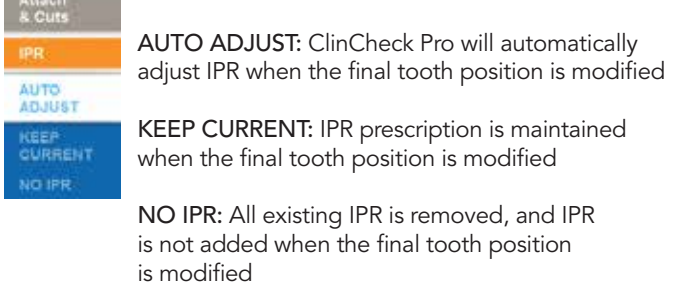 Attach
& Cuts
IPR
AUTO
ADJUST
KEEP
CURRENT
NO IPR
AUTO ADJUST: ClinCheck Pro will automatically
adjust IPR when the final tooth position is modified
KEEP CURRENT: IPR prescription is maintained
when the final tooth position is modified
NO IPR: All existing IPR is removed, and IPR
is not added when the final tooth position
is modified